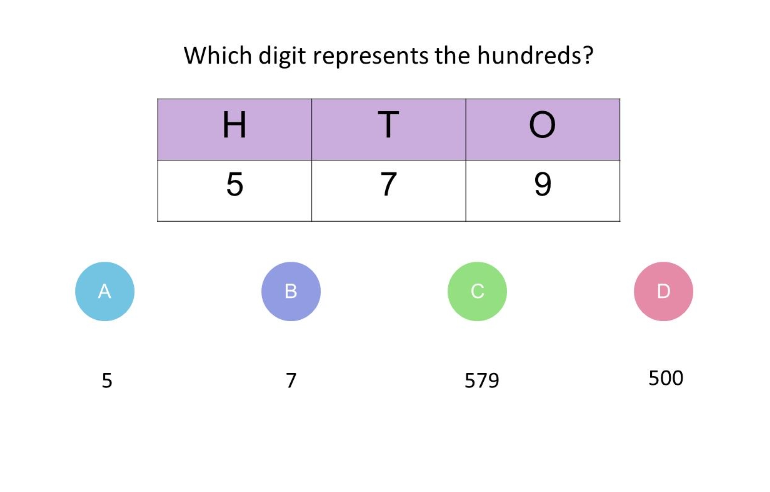 Which digit represents the hundreds?
H T O
5 7 9
A B C D
5 7 579 500